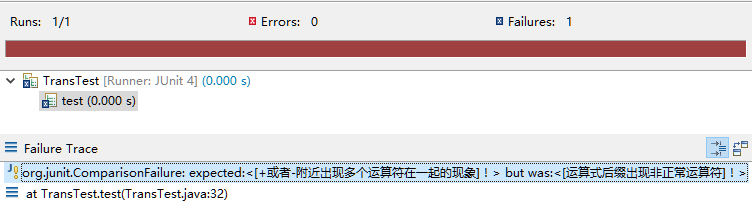 Runs: 1/1 Errors: 0 Failures: 1
TransTest [Runner: JUnit 4] (0.000 s)
test (0.000 s)
Failure Trace
org.junit.ComparisonFailure: expected:<[+或者-附近出现多个运算符在一起的现象]！> but was:<[运算式后缀出现非正常运算符]！>
at TransTest.test(TransTest.java:32)